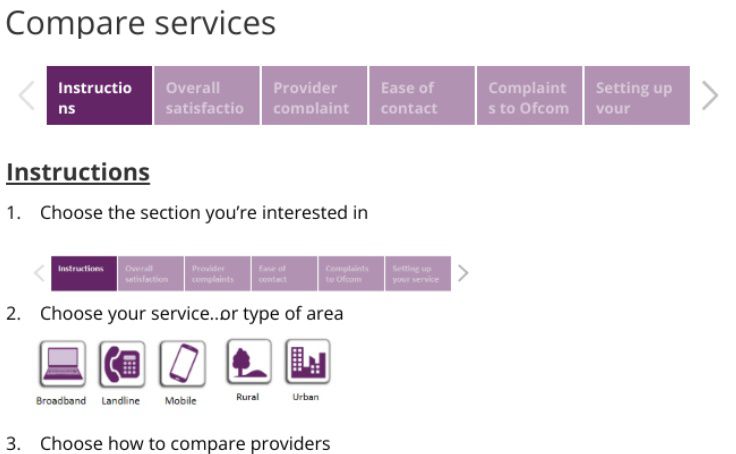 Compare services
Instructio
ns
Overall
satisfactio
Provider
complaint
Ease of
contact
Complaint
s to Ofcom
Setting up
your
Instructions
1. Choose the section you’re interested in
Instructions
Overall
satisfaction
Provider
complaints
Ease of
contact
Complaints
to Ofcom
Setting up
your service
2. Choose your service..or type of area
Broadband Landline Mobile Rural Urban
3. Choose how to compare providers